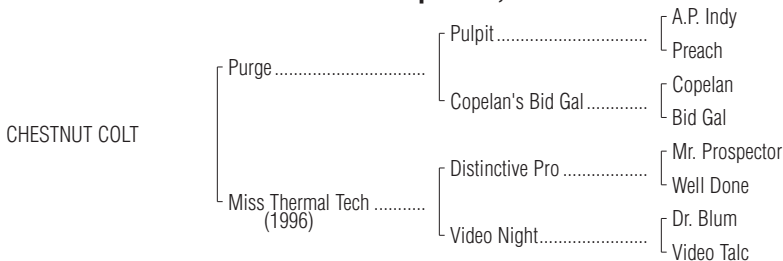 A.P. Indy
Pulpit................................
Preach
Purge................................
Copelan
Copelan's Bid Gal.............
Bid Gal
CHESTNUT COLT
Mr. Prospector
Distinctive Pro ..................
Well Done
Miss Thermal Tech ...........
(1996)
Dr. Blum
Video Night.......................
Video Talc